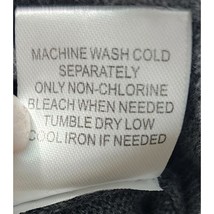 MACHINE WASH COLD
SEPARATELY
ONLY NON-CHLORINE
BLEACH WHEN NEEDED
TUMBLE DRY LOW
COOL IRON IF NEEDED